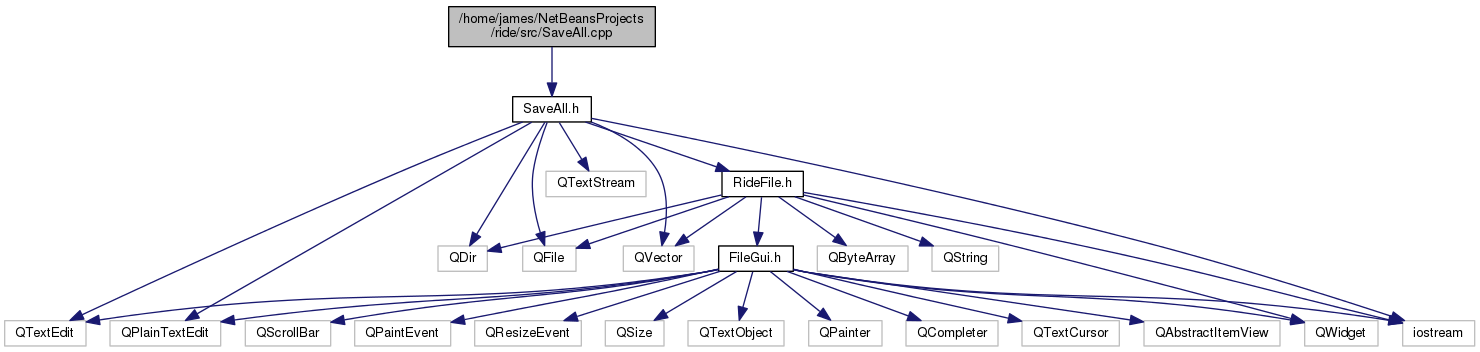 /home/james/NetBeansProjects
/ride/src/SaveAll.cpp
SaveAll.h
QTextStream
RideFile.h
QDir
QFile
QVector
FileGui.h
QByteArray
QString
QTextEdit
QPlainTextEdit
QScrollBar
QPaintEvent
QResizeEvent
QSize
QTextObject
QPainter
QCompleter
QTextCursor
QAbstractItemView
QWidget
iostream